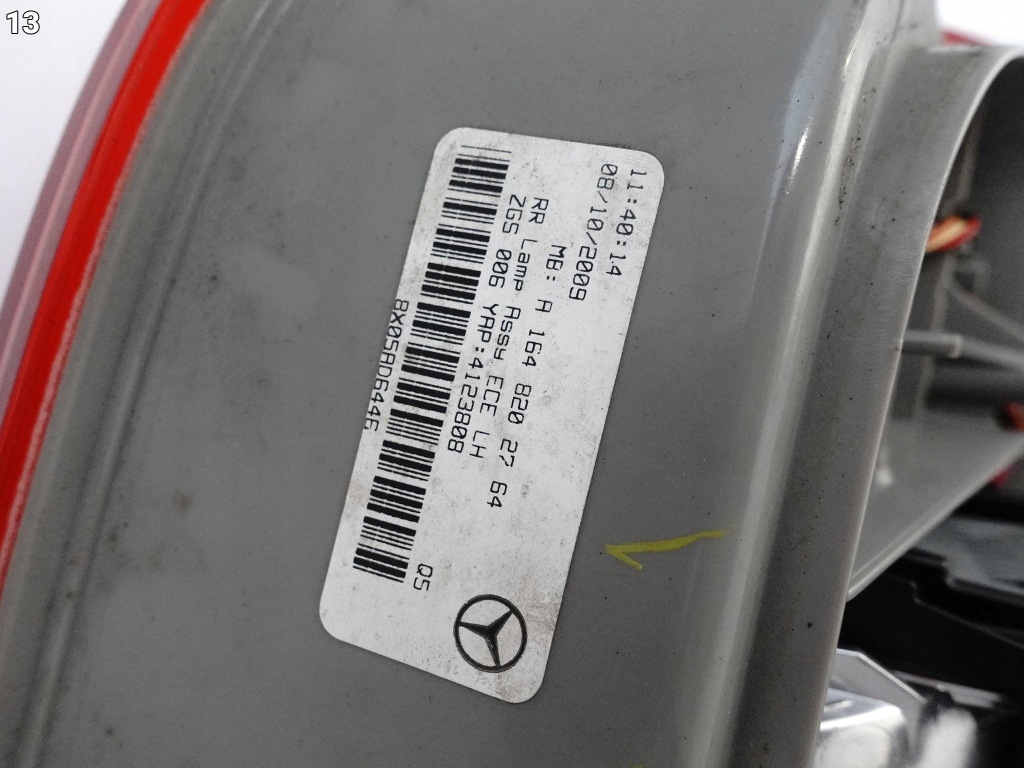 13
11:40:14
08/10/2009
MB: A 164 820 27 64
RR Lamp Assy ECE LH
ZGS 006 YAP:4123808
8X05AD644E
Q5